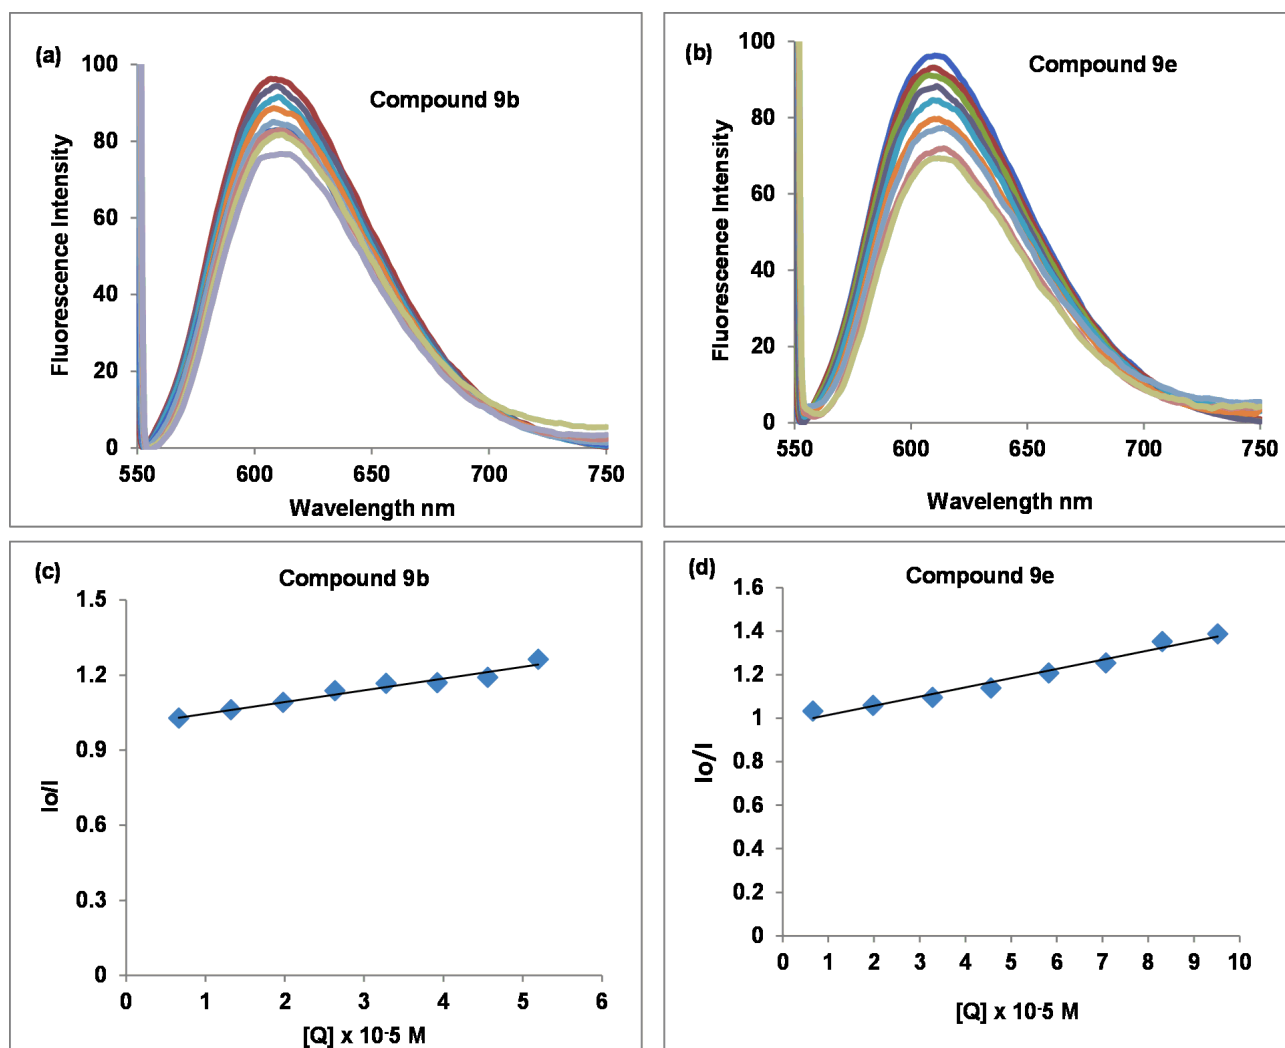 (a)
Compound 9b
Fluorescence Intensity
100
80
60
40
20
0
550
600
650
700
750
Wavelength nm
(b)
Compound 9e
Fluorescence Intensity
100
80
60
40
20
0
550
600
650
700
750
Wavelength nm
(c)
Compound 9b
Io/I
1.5
1.2
0.9
0.6
0.3
0
0 1 2 3 4 5 6
[Q] x 10-5 M
(d)
Compound 9e
Io/I
1.6
1.4
1.2
1
0.8
0.6
0.4
0.2
0
0 1 2 3 4 5 6 7 8 9 10
[Q] x 10-5 M